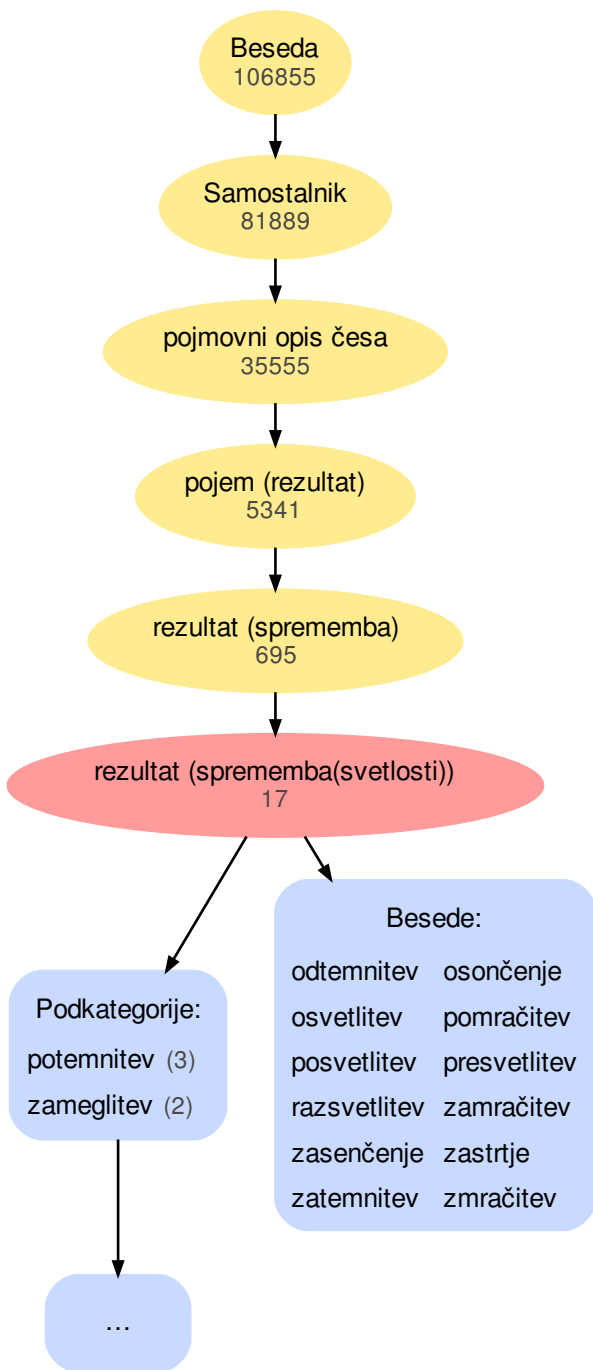 Beseda
106855
Samostalnik
81889
pojmovni opis česa
35555
pojem (rezultat)
5341
rezultat (sprememba)
695
rezultat (sprememba(svetlosti))
17
Podkategorije:
potemnitev (3)
zameglitev (2)
...
Besede:
odtemnitev osončenje
osvetlitev pomračitev
posvetlitev presvetlitev
razsvetlitev zamračitev
zasenčenje zastrtje
zatemnitev zmračitev